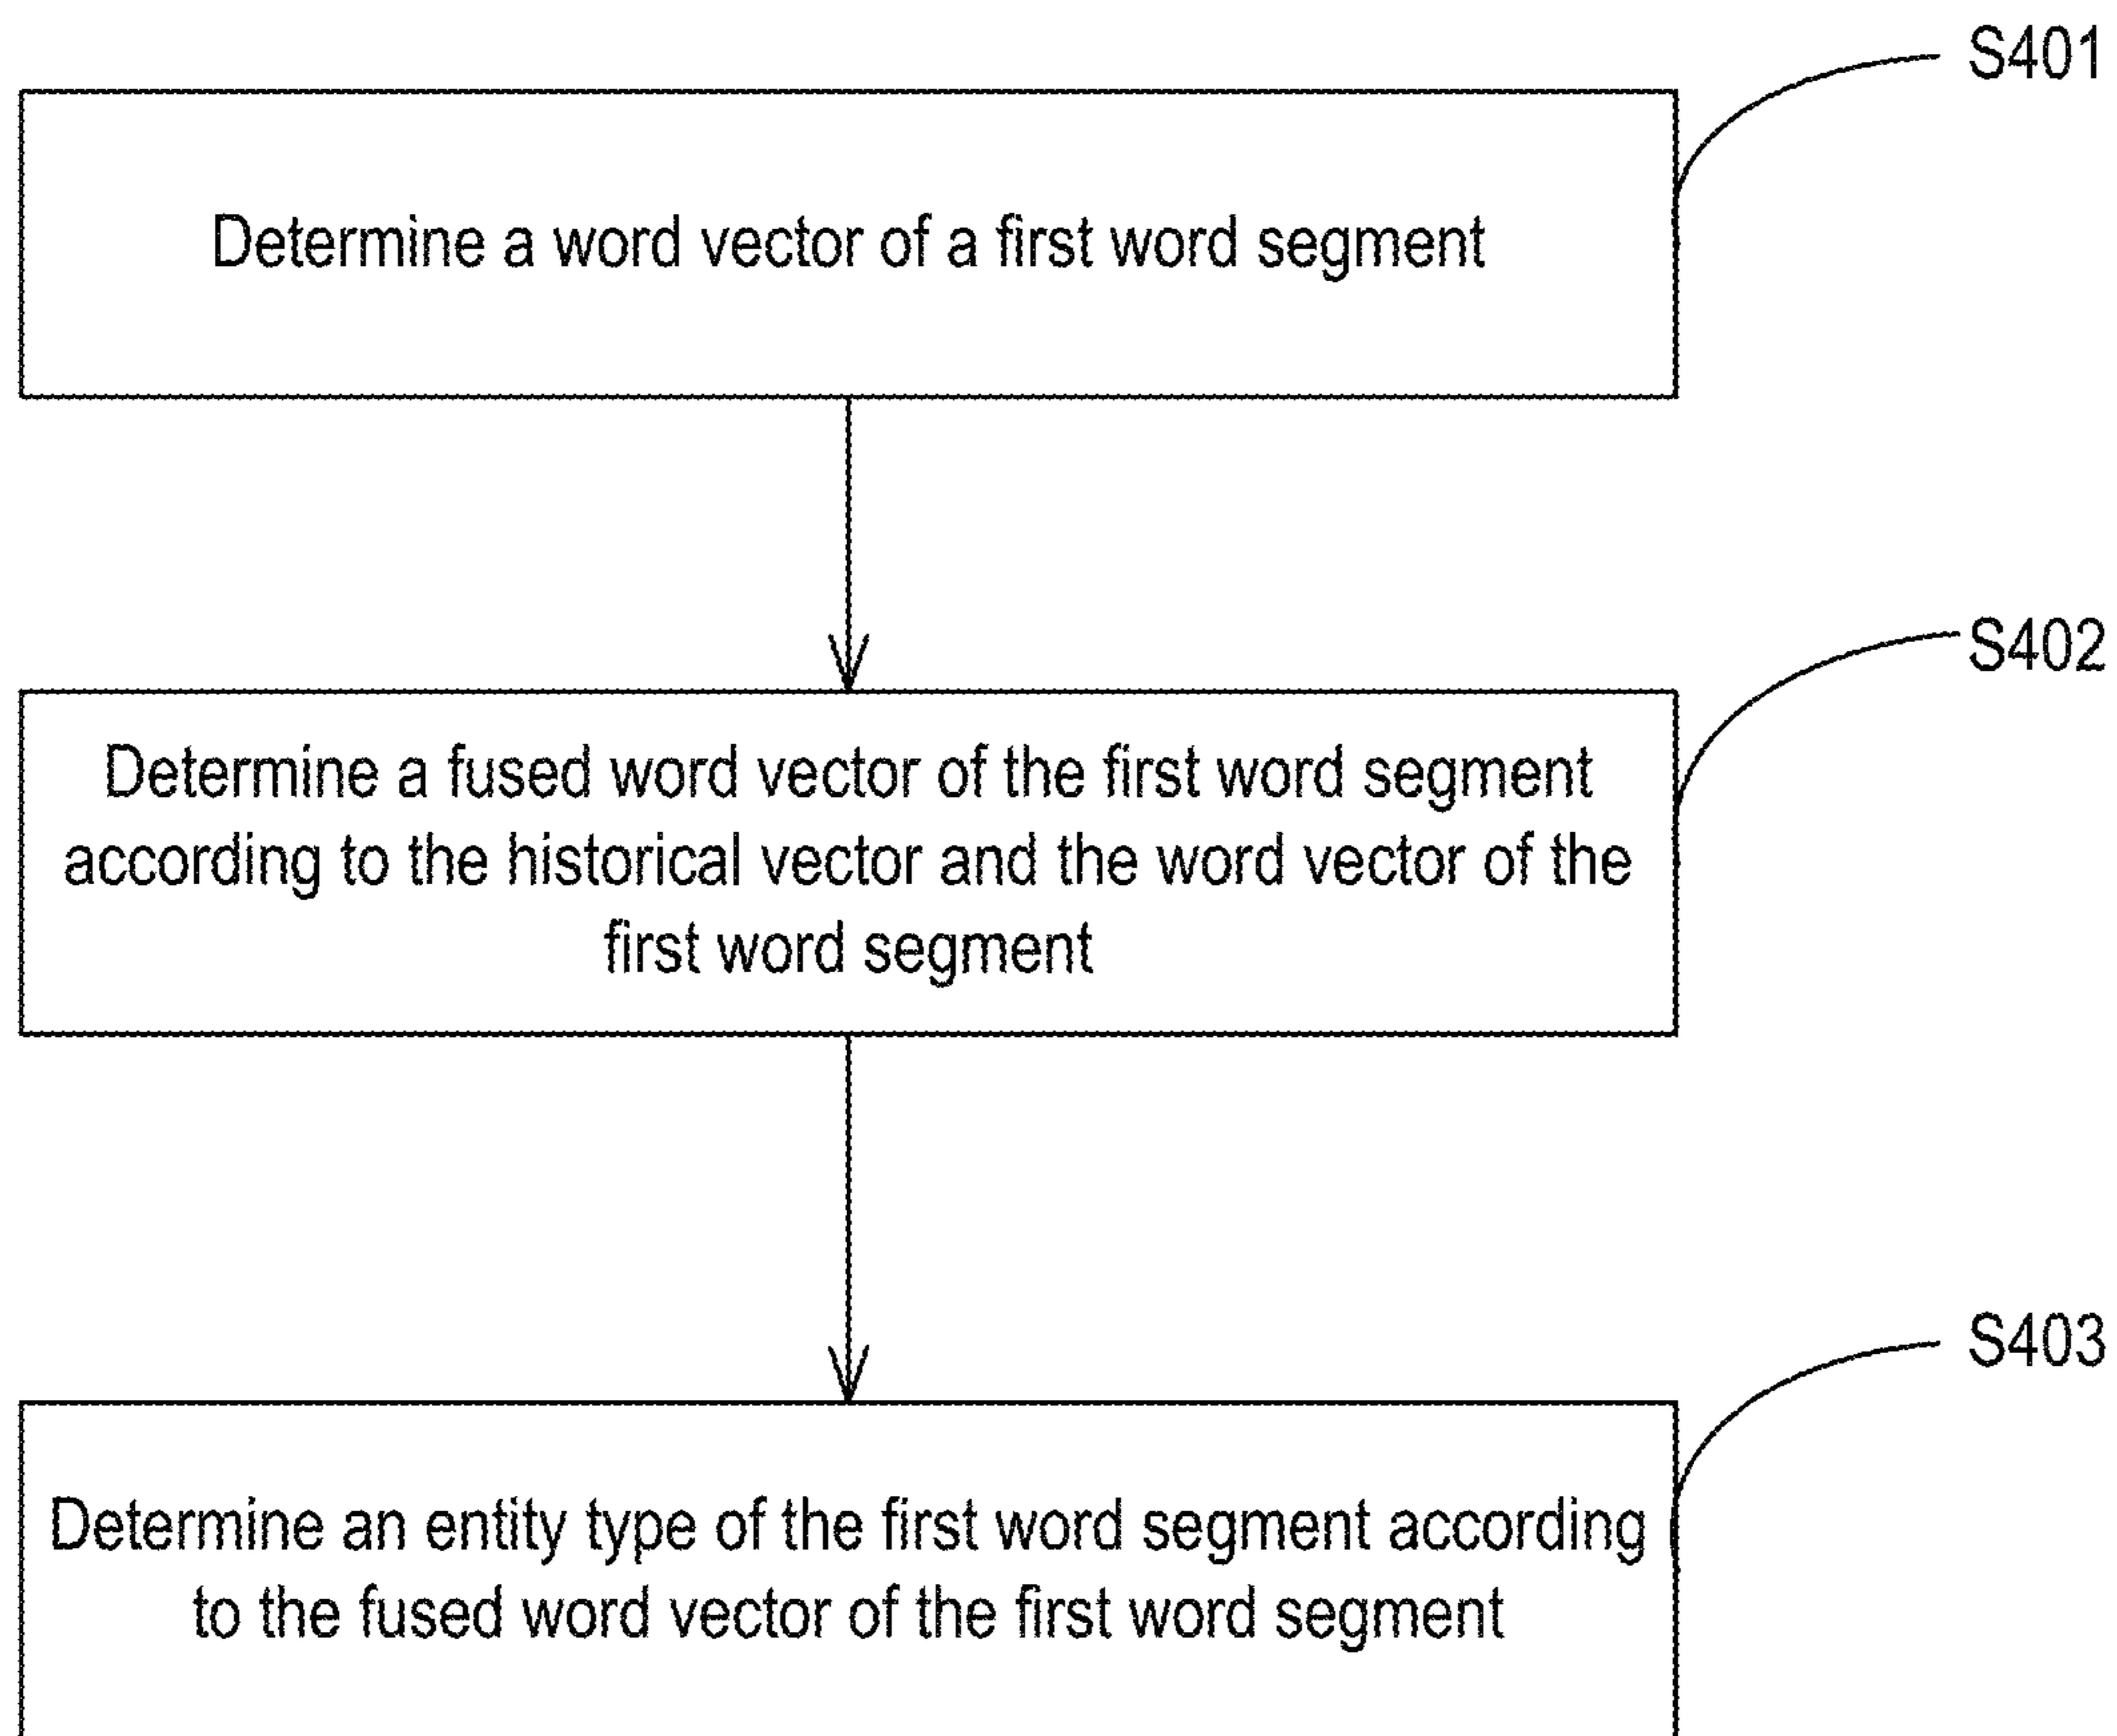 S401
Determine a word vector of a first word segment
S402
Determine a fused word vector of the first word segment
according to the historical vector and the word vector of the
first word segment
S403
Determine an entity type of the first word segment according
to the fused word vector of the first word segment